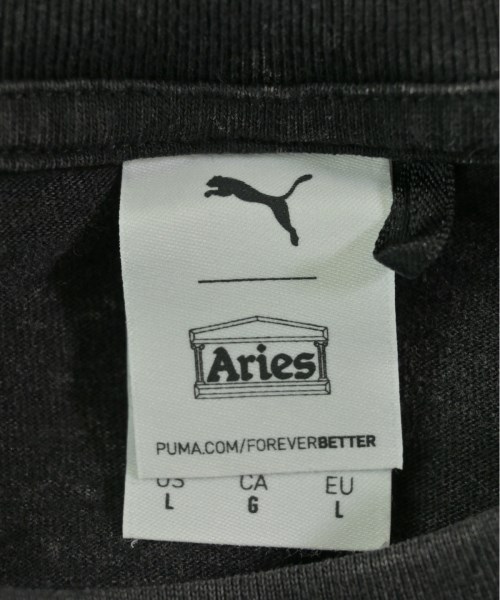 Aries
PUMA.COM/FOREVERBETTER
US CA EU
L G L